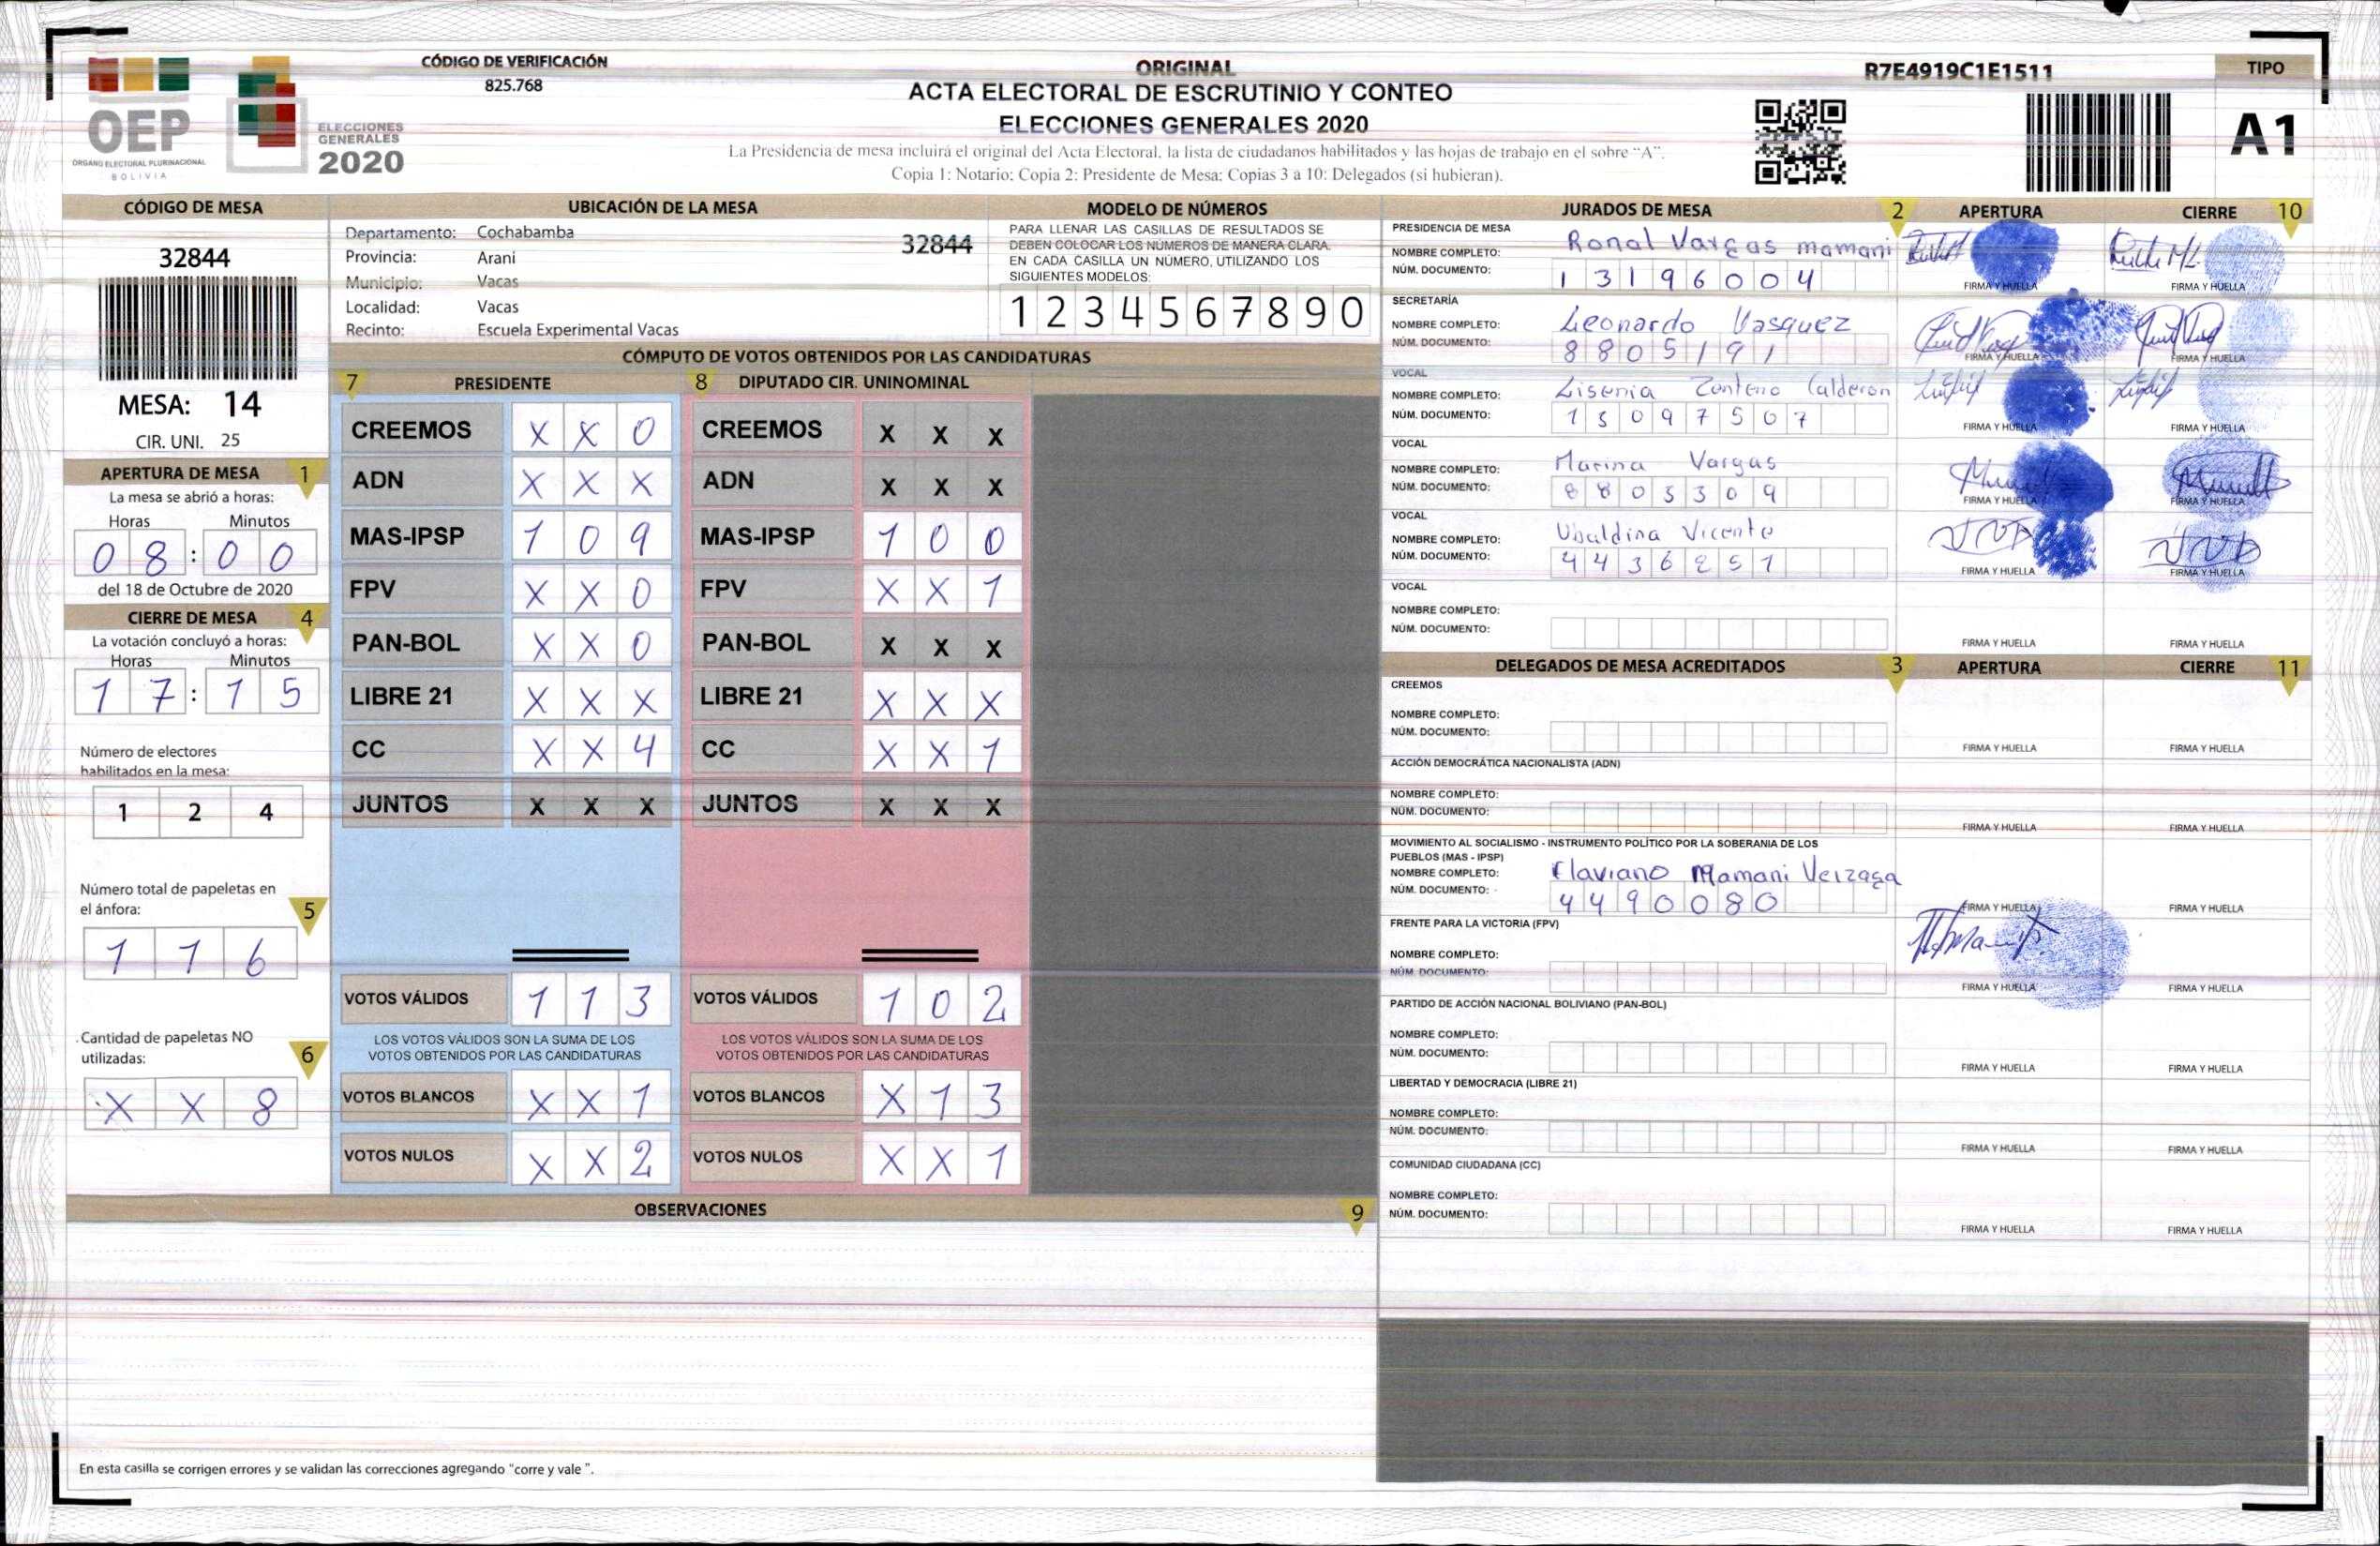 OEP
ÓRGANO ELECTORAL PLURINACIONAL
BOLIVIA
ELECCIONES
GENERALES
2020
CÓDIGO DE VERIFICACIÓN
825.768
ORIGINAL
ACTA ELECTORAL DE ESCRUTINIO Y CONTEO
ELECCIONES GENERALES 2020
La Presidencia de mesa incluirá el original del Acta Electoral, la lista de ciudadanos habilitados y las hojas de trabajo en el sobre "A".
Copia 1: Notario; Copia 2: Presidente de Mesa; Copias 3 a 10: Delegados (si hubieran).
R7E4919C1E1511
TIPO
A1
CÓDIGO DE MESA
32844
MESA: 14
CIR. UNI. 25
APERTURA DE MESA 1
La mesa se abrió a horas:
Horas Minutos
0 8 : 0 0
del 18 de Octubre de 2020
CIERRE DE MESA 4
La votación concluyó a horas:
Horas Minutos
1 7 : 1 5
Número de electores
habilitados en la mesa:
1 2 4
Número total de papeletas en
el ánfora: 5
1 1 6
Cantidad de papeletas NO
utilizadas: 6
X X 8
UBICACIÓN DE LA MESA
Departamento: Cochabamba 32844
Provincia: Arani
Municipio: Vacas
Localidad: Vacas
Recinto: Escuela Experimental Vacas
MODELO DE NÚMEROS
PARA LLENAR LAS CASILLAS DE RESULTADOS SE
DEBEN COLOCAR LOS NÚMEROS DE MANERA CLARA.
EN CADA CASILLA UN NÚMERO, UTILIZANDO LOS
SIGUIENTES MODELOS:
1 2 3 4 5 6 7 8 9 0
CÓMPUTO DE VOTOS OBTENIDOS POR LAS CANDIDATURAS
7 PRESIDENTE 8 DIPUTADO CIR. UNINOMINAL
CREEMOS X X 0 CREEMOS X X X
ADN X X X ADN X X X
MAS-IPSP 1 0 9 MAS-IPSP 1 0 0
FPV X X 0 FPV X X 1
PAN-BOL X X 0 PAN-BOL X X X
LIBRE 21 X X X LIBRE 21 X X X
CC X X 4 CC X X 1
JUNTOS X X X JUNTOS X X X
VOTOS VÁLIDOS 1 1 3 VOTOS VÁLIDOS 1 0 2
LOS VOTOS VÁLIDOS SON LA SUMA DE LOS LOS VOTOS VÁLIDOS SON LA SUMA DE LOS
VOTOS OBTENIDOS POR LAS CANDIDATURAS VOTOS OBTENIDOS POR LAS CANDIDATURAS
VOTOS BLANCOS X X 1 VOTOS BLANCOS X 1 3
VOTOS NULOS X X 2 VOTOS NULOS X X 1
OBSERVACIONES 9
En esta casilla se corrigen errores y se validan las correcciones agregando "corre y vale ".
JURADOS DE MESA 2 APERTURA CIERRE 10
PRESIDENCIA DE MESA
NOMBRE COMPLETO: Ronal Vargas mamani
NÚM. DOCUMENTO: 1 3 1 9 6 0 0 4
FIRMA Y HUELLA FIRMA Y HUELLA
SECRETARÍA
NOMBRE COMPLETO: Leonardo Vasquez
NÚM. DOCUMENTO: 8 8 0 5 1 9 1
FIRMA Y HUELLA FIRMA Y HUELLA
VOCAL
NOMBRE COMPLETO: Lisenia Zenteno Calderon
NÚM. DOCUMENTO: 1 3 0 9 7 5 0 7
FIRMA Y HUELLA FIRMA Y HUELLA
VOCAL
NOMBRE COMPLETO: Marina Vargas
NÚM. DOCUMENTO: 8 8 0 3 3 0 9
FIRMA Y HUELLA FIRMA Y HUELLA
VOCAL
NOMBRE COMPLETO: Ubaldina Vicente
NÚM. DOCUMENTO: 4 4 3 6 2 5 1
FIRMA Y HUELLA FIRMA Y HUELLA
VOCAL
NOMBRE COMPLETO:
NÚM. DOCUMENTO:
FIRMA Y HUELLA FIRMA Y HUELLA
DELEGADOS DE MESA ACREDITADOS 3 APERTURA CIERRE 11
CREEMOS
NOMBRE COMPLETO:
NÚM. DOCUMENTO:
FIRMA Y HUELLA FIRMA Y HUELLA
ACCIÓN DEMOCRÁTICA NACIONALISTA (ADN)
NOMBRE COMPLETO:
NÚM. DOCUMENTO:
FIRMA Y HUELLA FIRMA Y HUELLA
MOVIMIENTO AL SOCIALISMO - INSTRUMENTO POLÍTICO POR LA SOBERANIA DE LOS
PUEBLOS (MAS - IPSP)
NOMBRE COMPLETO: Flaviano Mamani Verzaga
NÚM. DOCUMENTO: 4 4 9 0 0 8 0
FIRMA Y HUELLA FIRMA Y HUELLA
FRENTE PARA LA VICTORIA (FPV)
NOMBRE COMPLETO:
NÚM. DOCUMENTO:
FIRMA Y HUELLA FIRMA Y HUELLA
PARTIDO DE ACCIÓN NACIONAL BOLIVIANO (PAN-BOL)
NOMBRE COMPLETO:
NÚM. DOCUMENTO:
FIRMA Y HUELLA FIRMA Y HUELLA
LIBERTAD Y DEMOCRACIA (LIBRE 21)
NOMBRE COMPLETO:
NÚM. DOCUMENTO:
FIRMA Y HUELLA FIRMA Y HUELLA
COMUNIDAD CIUDADANA (CC)
NOMBRE COMPLETO:
NÚM. DOCUMENTO:
FIRMA Y HUELLA FIRMA Y HUELLA